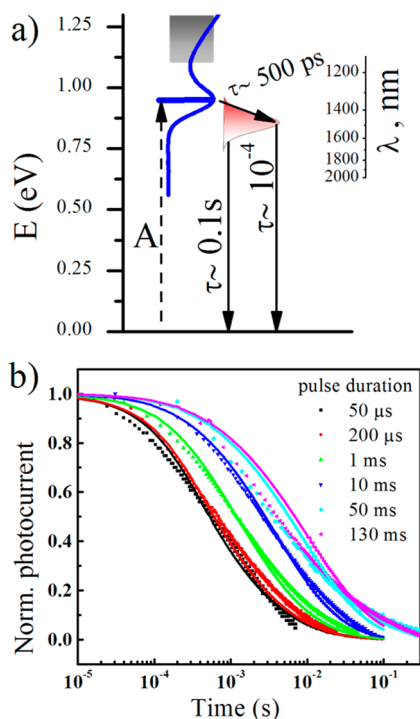 a)
1.25
1.00
0.75
0.50
0.25
0.00
E (eV)
A
τ~ 500 ps
τ~ 0.1s
τ~ 10⁻⁴
1200
1400
1600
1800
2000
λ , nm
b)
1.0
0.8
0.6
0.4
0.2
0.0
Norm. photocurrent
pulse duration
50 µs
200 µs
1 ms
10 ms
50 ms
130 ms
10⁻⁵
10⁻⁴
10⁻³
10⁻²
10⁻¹
Time (s)